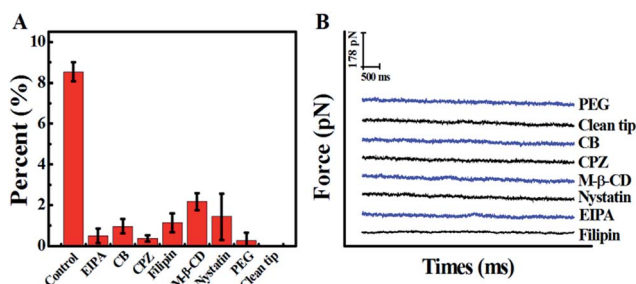 A
Percent (%)
10
8
6
4
2
0
Control
EIPA
CB
CPZ
Filipin
M-β-CD
Nystatin
PEG
Clean tip
B
178 pN
500 ms
Force (pN)
PEG
Clean tip
CB
CPZ
M-β-CD
Nystatin
EIPA
Filipin
Times (ms)